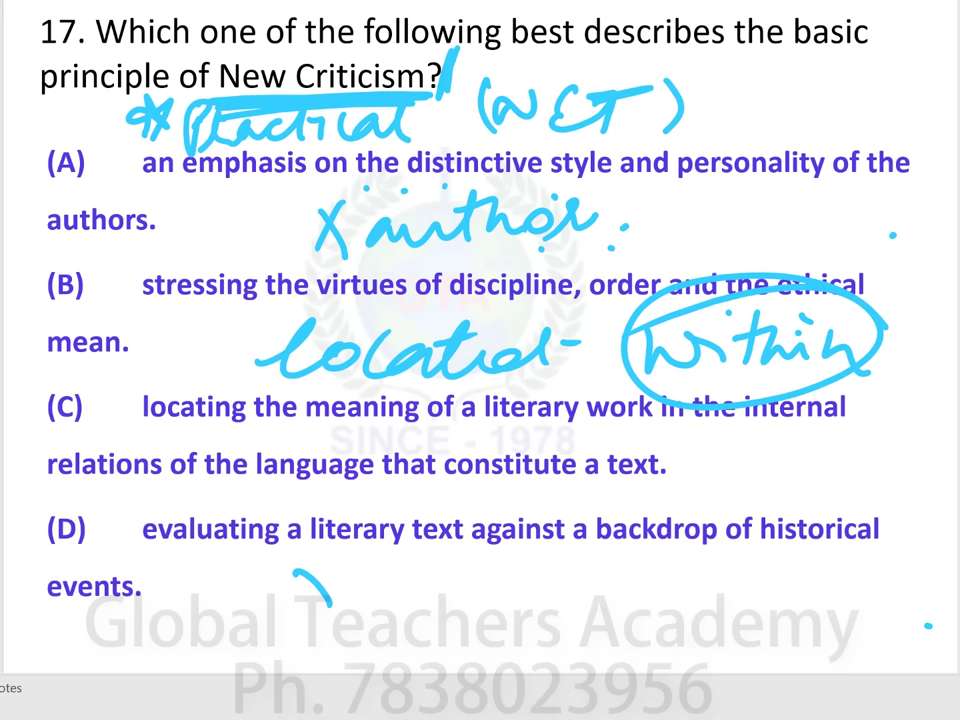 17. Which one of the following best describes the basic
principle of New Criticism?
Practical (NET)
(A) an emphasis on the distinctive style and personality of the
authors.
X author.
(B) stressing the virtues of discipline, order and the ethical
mean.
located- within
(C) locating the meaning of a literary work in the internal
relations of the language that constitute a text.
SINCE - 1978
(D) evaluating a literary text against a backdrop of historical
events.
Global Teachers Academy
Ph. 7838023956
otes